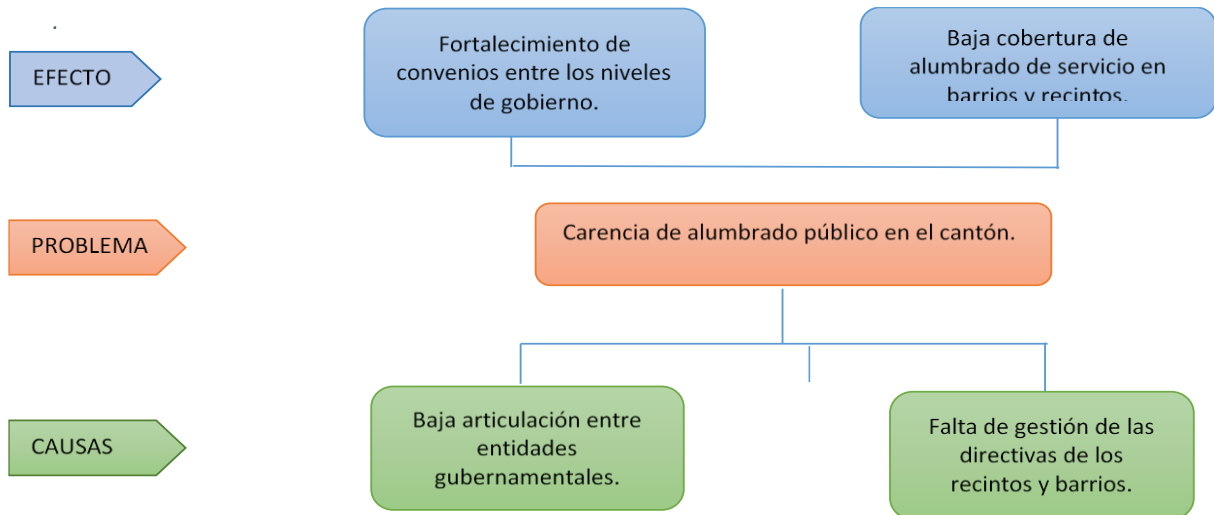 .
EFECTO
Fortalecimiento de
convenios entre los niveles
de gobierno.
Baja cobertura de
alumbrado de servicio en
barrios y recintos.
PROBLEMA
Carencia de alumbrado público en el cantón.
CAUSAS
Baja articulación entre
entidades
gubernamentales.
Falta de gestión de las
directivas de los
recintos y barrios.